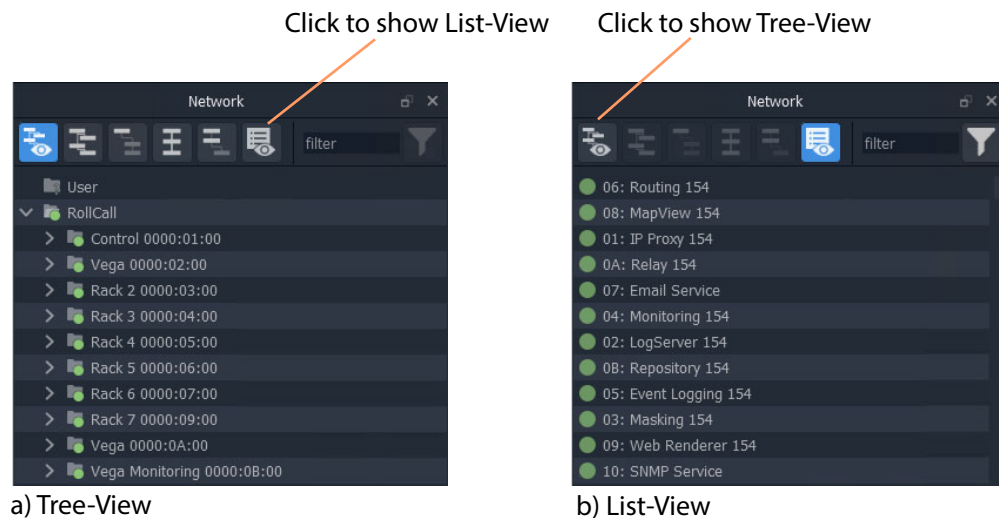 Click to show List-View
Click to show Tree-View
Network
filter
User
RollCall
Control 0000:01:00
Vega 0000:02:00
Rack 2 0000:03:00
Rack 3 0000:04:00
Rack 4 0000:05:00
Rack 5 0000:06:00
Rack 6 0000:07:00
Rack 7 0000:09:00
Vega 0000:0A:00
Vega Monitoring 0000:0B:00
a) Tree-View
Network
filter
06: Routing 154
08: MapView 154
01: IP Proxy 154
0A: Relay 154
07: Email Service
04: Monitoring 154
02: LogServer 154
0B: Repository 154
05: Event Logging 154
03: Masking 154
09: Web Renderer 154
10: SNMP Service
b) List-View